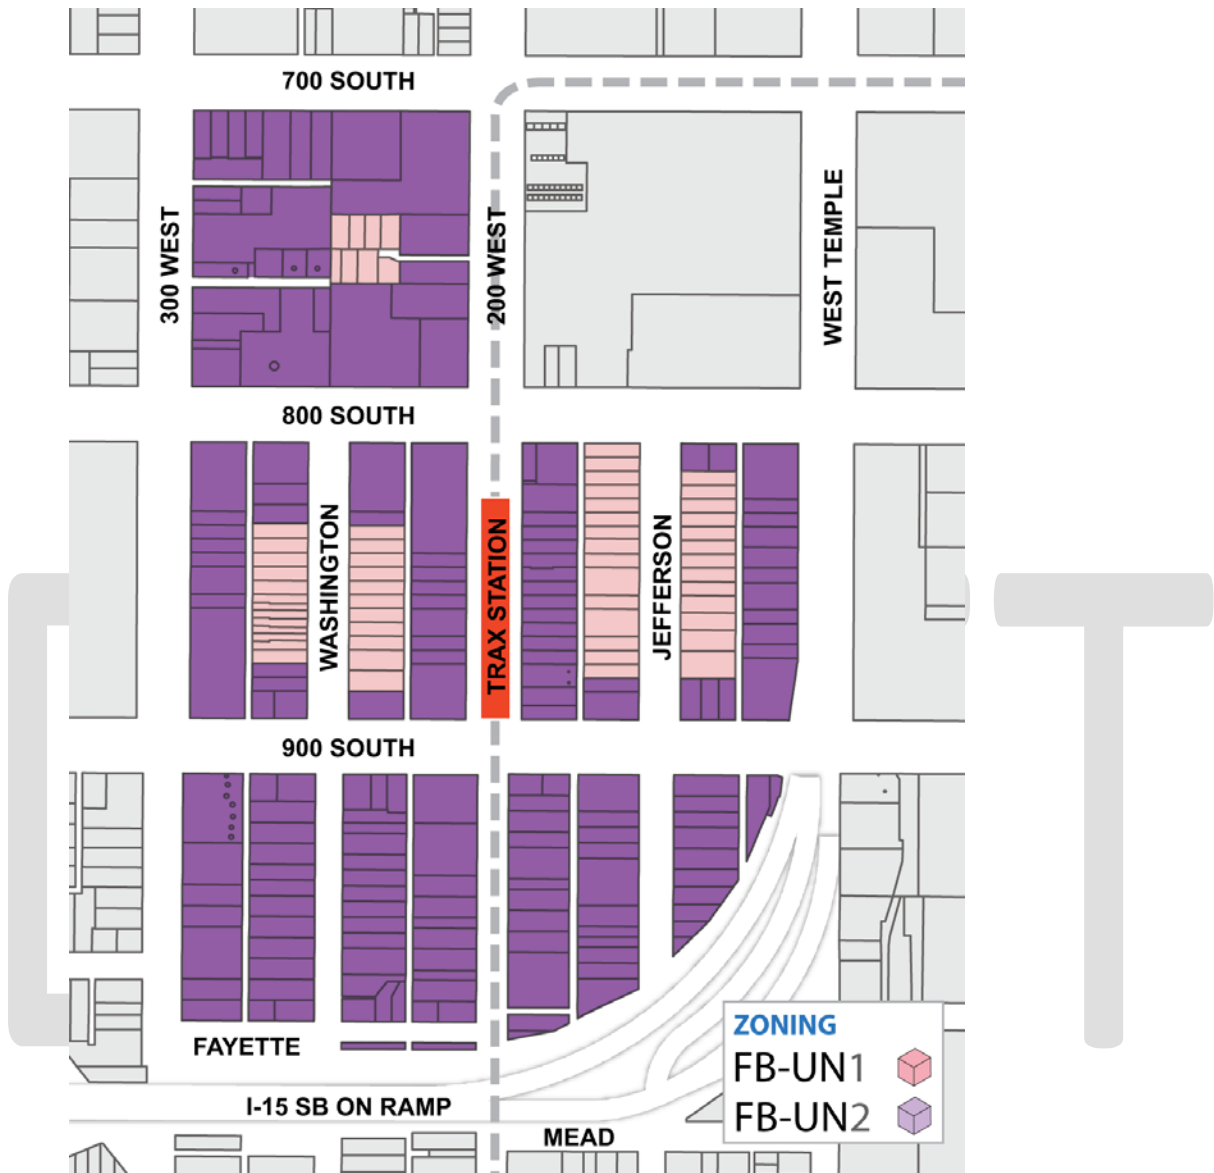 700 SOUTH
300 WEST
200 WEST
WEST TEMPLE
800 SOUTH
WASHINGTON
TRAX STATION
JEFFERSON
900 SOUTH
FAYETTE
I-15 SB ON RAMP
MEAD
ZONING
FB-UN1
FB-UN2